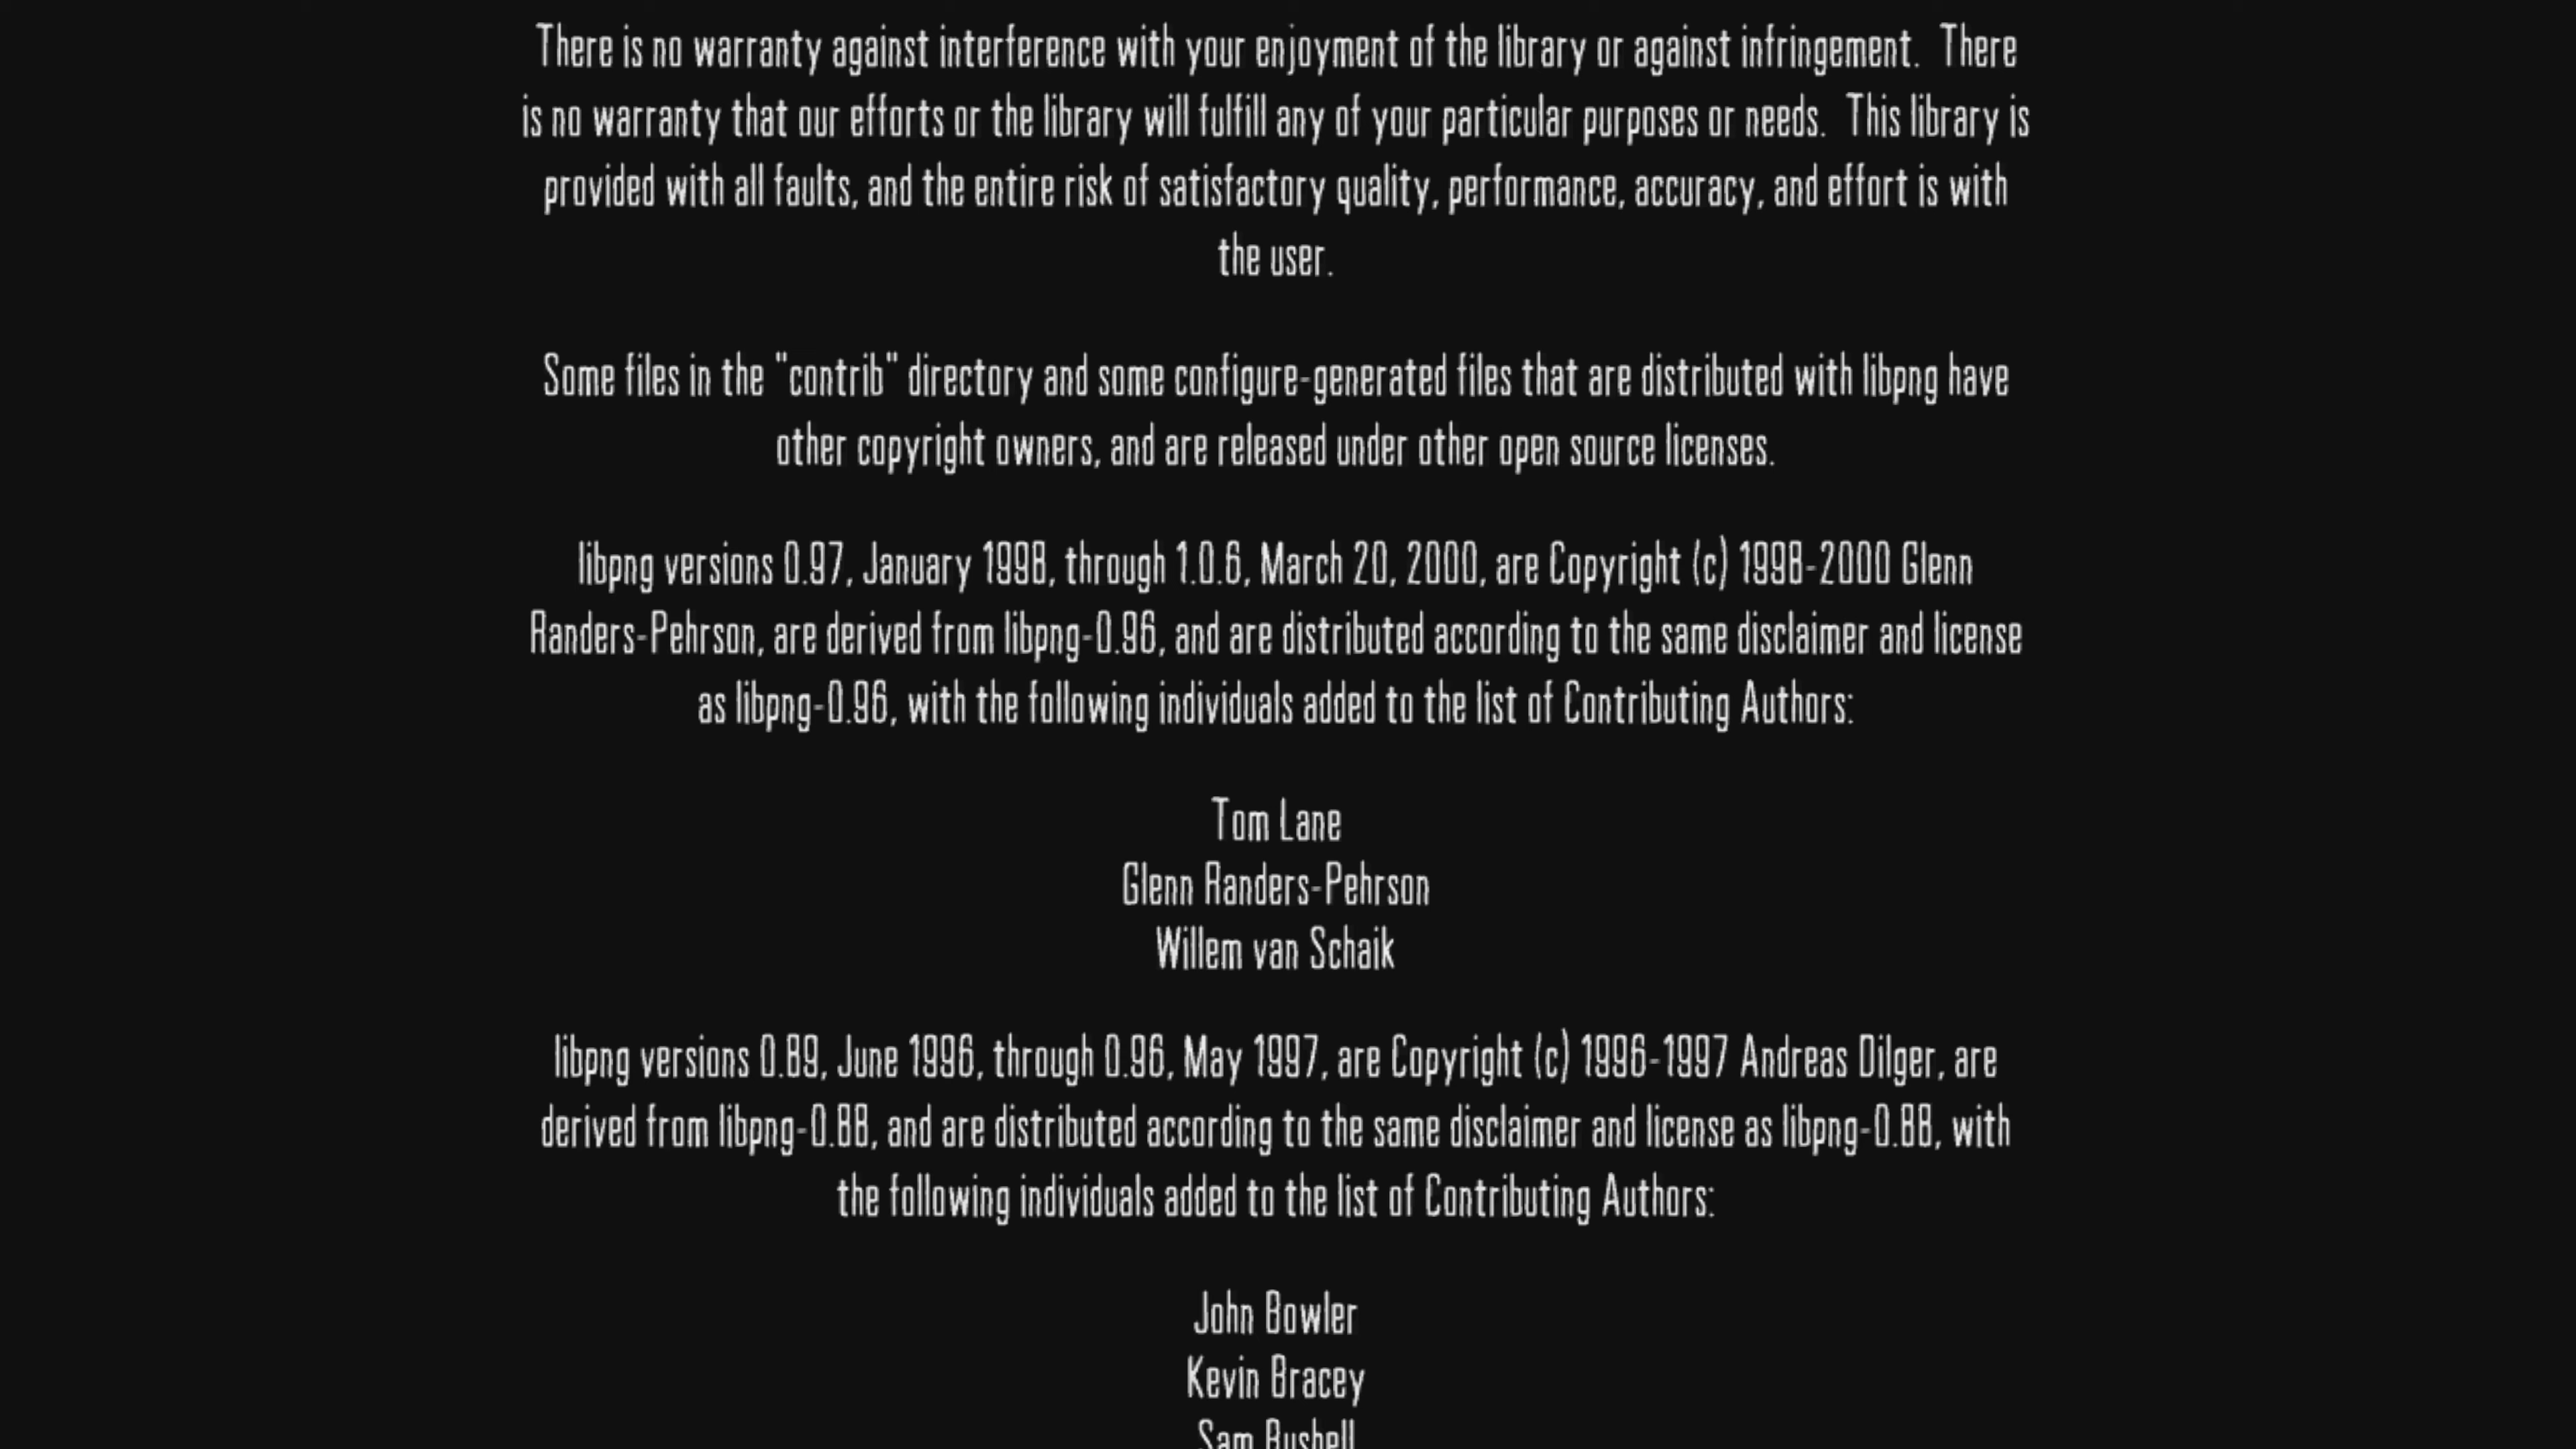 There is no warranty against interference with your enjoyment of the library or against infringement.  There
is no warranty that our efforts or the library will fulfill any of your particular purposes or needs.  This library is
provided with all faults, and the entire risk of satisfactory quality, performance, accuracy, and effort is with
the user.
Some files in the "contrib" directory and some configure-generated files that are distributed with libpng have
other copyright owners, and are released under other open source licenses.
libpng versions 0.97, January 1998, through 1.0.6, March 20, 2000, are Copyright (c) 1998-2000 Glenn
Randers-Pehrson, are derived from libpng-0.96, and are distributed according to the same disclaimer and license
as libpng-0.96, with the following individuals added to the list of Contributing Authors:
Tom Lane
Glenn Randers-Pehrson
Willem van Schaik
libpng versions 0.89, June 1996, through 0.96, May 1997, are Copyright (c) 1996-1997 Andreas Dilger, are
derived from libpng-0.88, and are distributed according to the same disclaimer and license as libpng-0.88, with
the following individuals added to the list of Contributing Authors:
John Bowler
Kevin Bracey
Sam Bushell